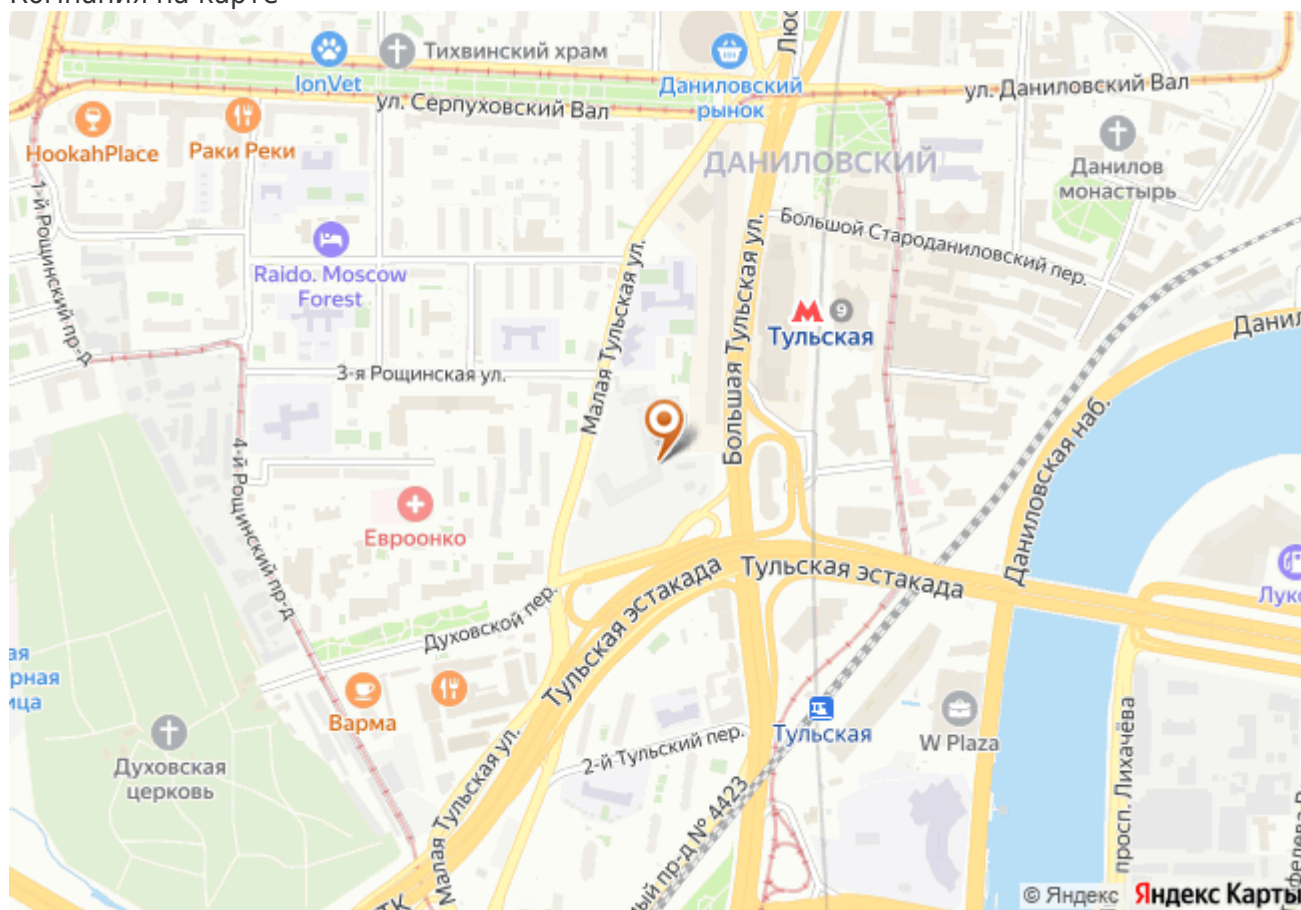 Компания на карте
Тихвинский храм
IonVet
Даниловский
рынок
ул. Серпуховский Вал
ул. Даниловский Вал
HookahPlace
Раки Реки
ДАНИЛОВСКИЙ
Данилов
монастырь
1-й Рощинский пр-д
Raido. Moscow
Forest
Малая Тульская ул.
Большая Тульская ул.
Большой Староданиловский пер.
9
Тульская
3-я Рощинская ул.
4-й Рощинский пр-д
Евроонко
Даниловская наб.
Тульская эстакада
Тульская эстакада
Духовской пер.
Варма
Духовская
церковь
2-й Тульский пер.
Тульская
W Plaza
Малая Тульская ул.
ный пр-д № 4423
просп. Лихачёва
© Яндекс Яндекс Карты